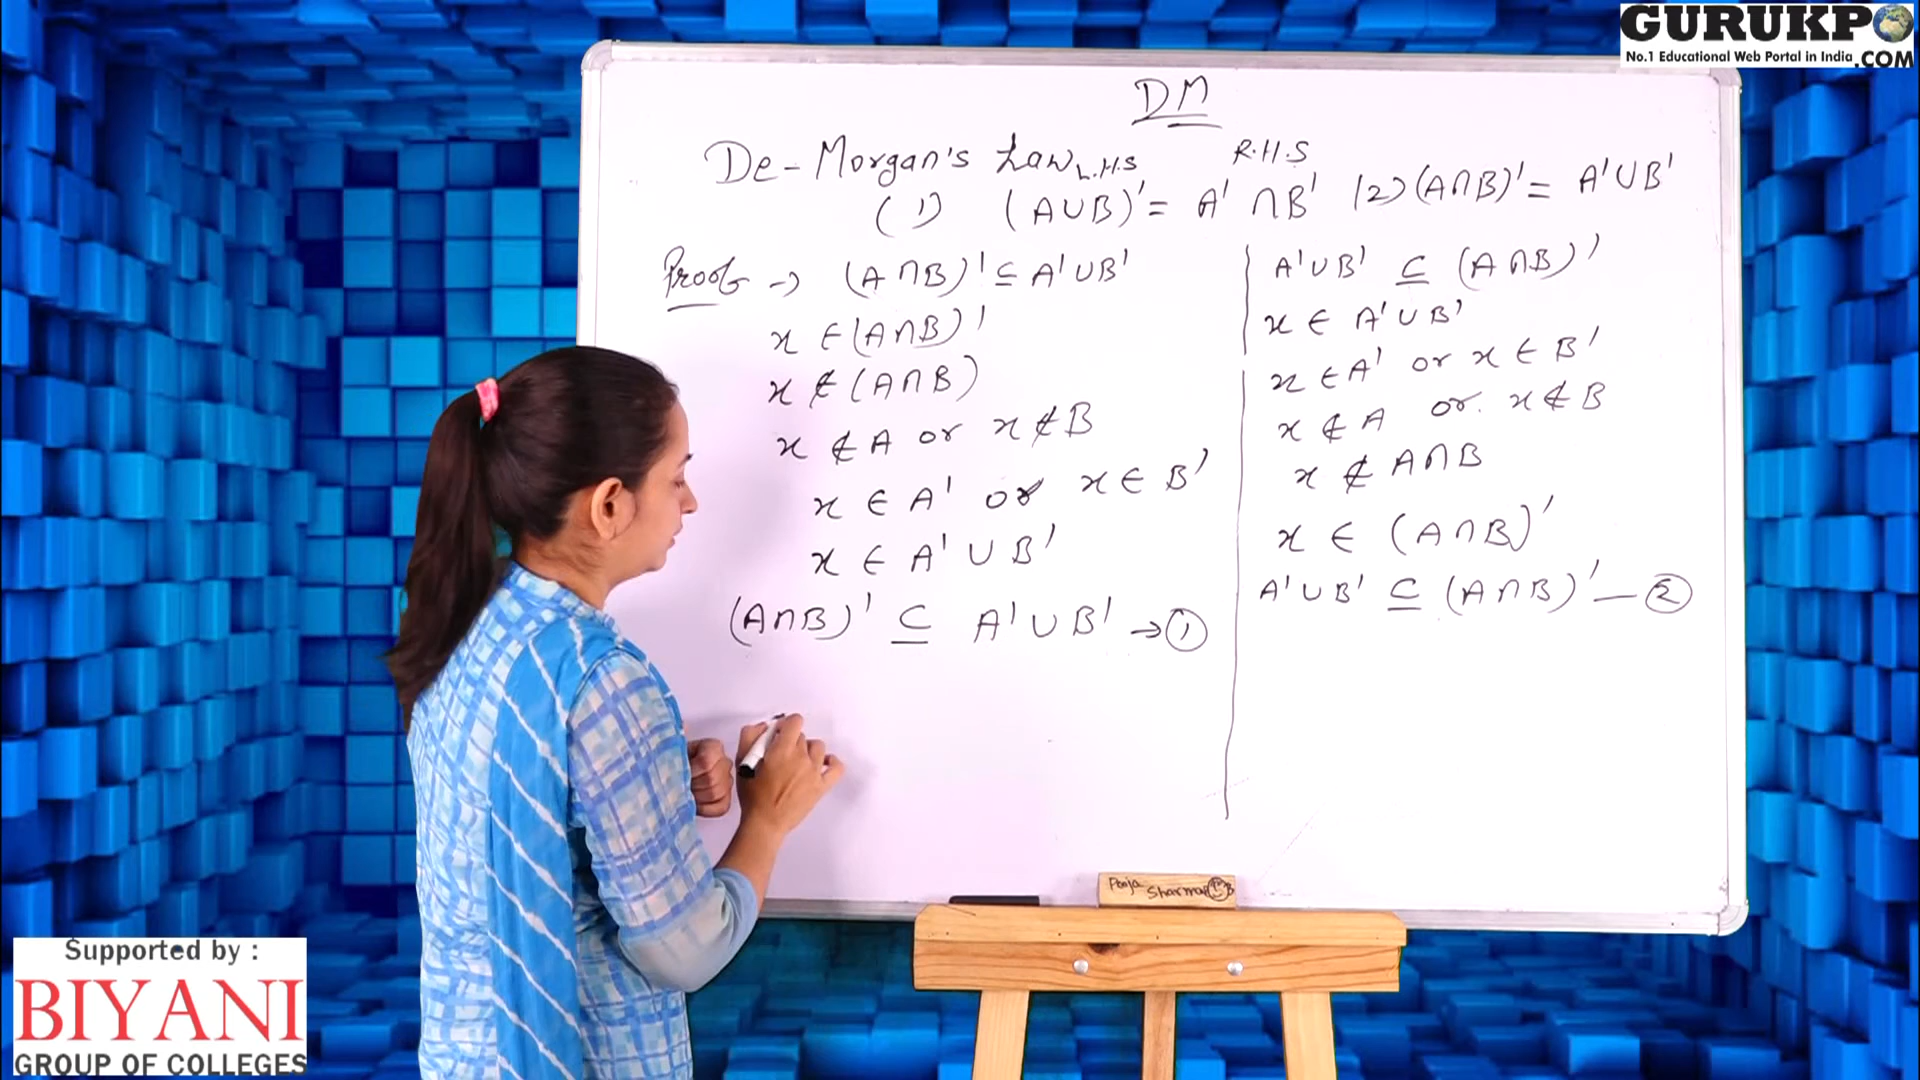 GURUKPO
No.1 Educational Web Portal in India .COM
DM
De-Morgan's Law L.H.S R.H.S
(1) (A∪B)' = A' ∩B' (2) (A∩B)' = A'∪B'
Proof → (A∩B)' ⊆ A'∪B'
x ∈ (A∩B)'
x ∉ (A∩B)
x ∉ A or x ∉ B
x ∈ A' or x ∈ B'
x ∈ A' ∪ B'
(A∩B)' ⊆ A'∪B' → ①
A'∪B' ⊆ (A∩B)'
x ∈ A'∪B'
x ∈ A' or x ∈ B'
x ∉ A or. x ∉ B
x ∉ A∩B
x ∈ (A∩B)'
A'∪B' ⊆ (A∩B)' — ②
Pooja
Sharma
Supported by :
BIYANI
GROUP OF COLLEGES